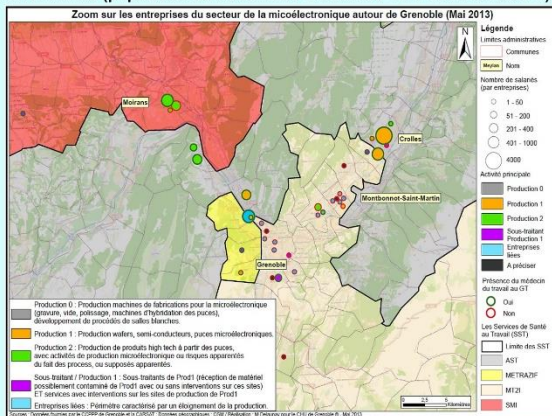 Zoom sur les entreprises du secteur de la micoélectronique autour de Grenoble (Mai 2013)
Moirans
Crolles
Montbonnot-Saint-Martin
Grenoble
N
Production 0 : Production machines de fabrications pour la microélectronique
(gravure, vide, polissage, machines d'hybridation des puces),
développement de procédés de salles blanches.
Production 1 : Production wafers, semi-conducteurs, puces microélectroniques.
Production 2 : Production de produits high tech à partir des puces,
avec activités de production microélectronique ou risques apparentés
du fait des process, ou supposés apparentés.
Sous-traitant / Production 1 : Sous-traitants de Prod1 (réception de matériel
possiblement contaminé de Prod1 avec ou sans interventions sur ces sites)
ET services avec interventions sur les sites de production de Prod1
Entreprises liées : Périmètre caractérisé par un éloignement de la production.
0 2,5 5
Kilomètres
Légende
Limites administratives
Communes
Meylan Nom
Nombre de salariés
(par entreprises)
1 - 50
51 - 200
201 - 400
401 - 1000
4000
Activité principale
Production 0
Production 1
Production 2
Sous-traitant
Production 1
Entreprises
liées
A préciser
Présence du médecin
du travail au GT
Oui
Non
Les Services de Santé
au Travail (SST)
Limite des SST
AST
METRAZIF
MT2I
SMI